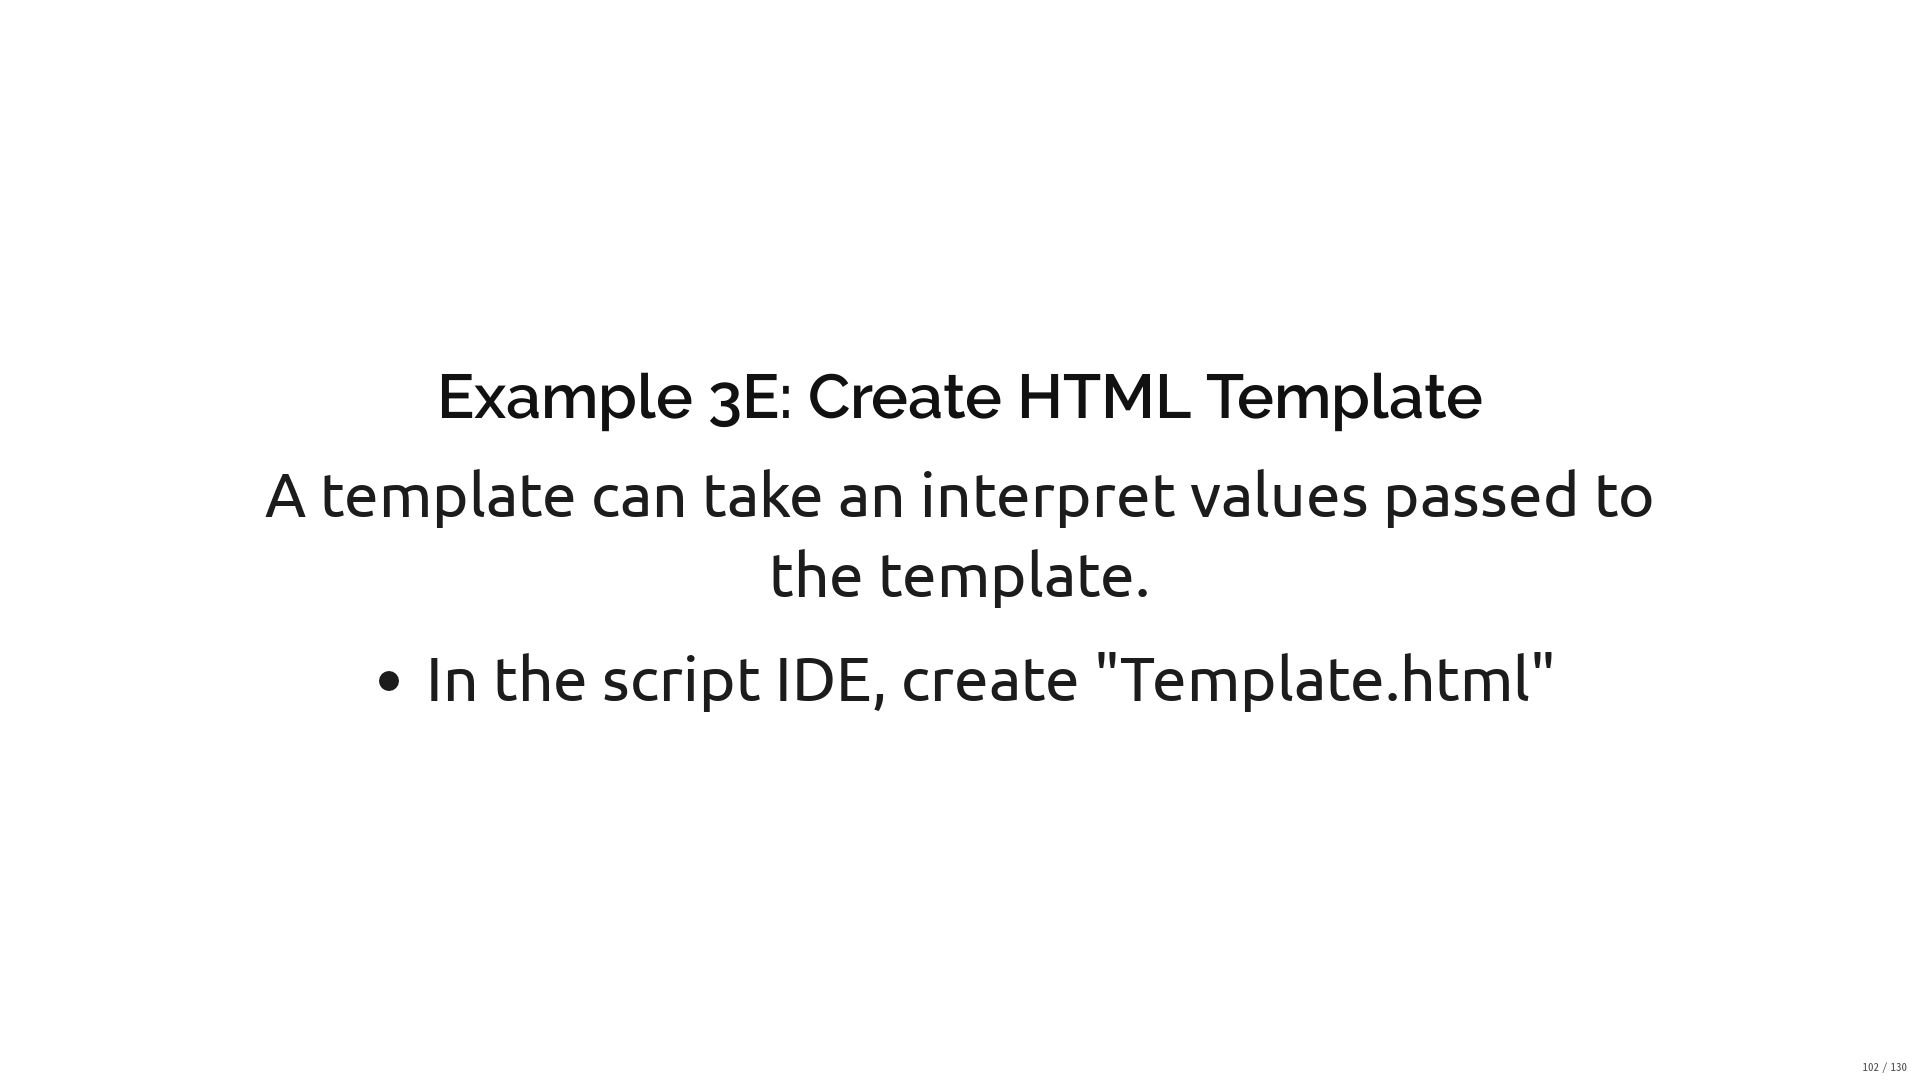 Example 3E: Create HTML Template
A template can take an interpret values passed to
the template.
• In the script IDE, create "Template.html"
102 / 130